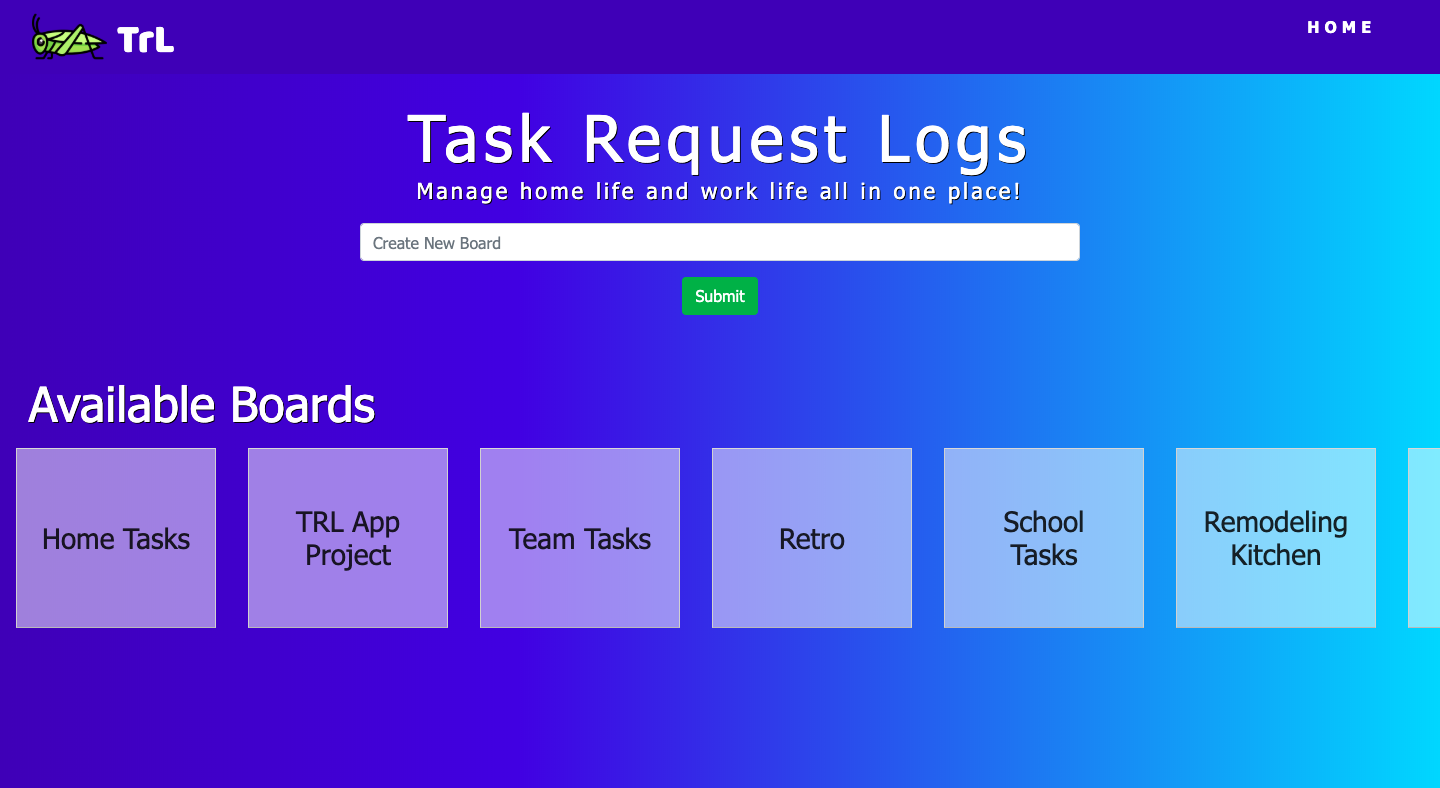 TrL
HOME
Task Request Logs
Manage home life and work life all in one place!
Create New Board
Submit
Available Boards
Home Tasks
TRL App
Project
Team Tasks
Retro
School
Tasks
Remodeling
Kitchen